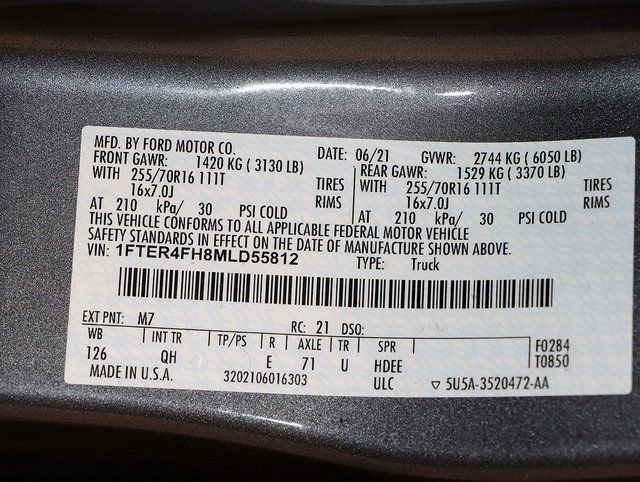 MFD. BY FORD MOTOR CO.
DATE: 06/21 GVWR: 2744 KG ( 6050 LB)
FRONT GAWR: 1420 KG ( 3130 LB)
WITH 255/70R16 111T TIRES
16x7.0J RIMS
AT 210 kPa/ 30 PSI COLD
REAR GAWR: 1529 KG ( 3370 LB)
WITH 255/70R16 111T TIRES
16x7.0J RIMS
AT 210 kPa/ 30 PSI COLD
THIS VEHICLE CONFORMS TO ALL APPLICABLE FEDERAL MOTOR VEHICLE
SAFETY STANDARDS IN EFFECT ON THE DATE OF MANUFACTURE SHOWN ABOVE.
VIN: 1FTER4FH8MLD55812 TYPE: Truck
EXT PNT: M7 RC: 21 DSO:
WB INT TR TP/PS R AXLE TR SPR F0284
126 QH E 71 U HDEE T0850
MADE IN U.S.A. 3202106016303 ULC ▽ 5U5A-3520472-AA